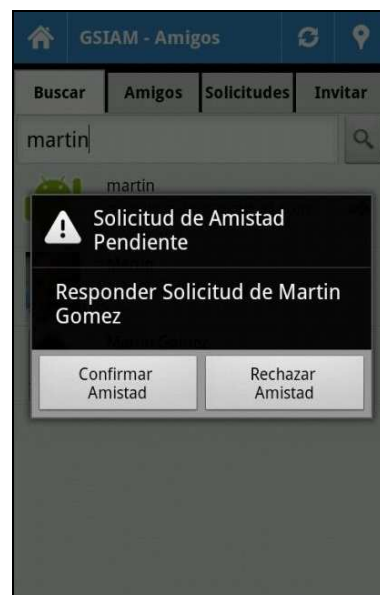 GSIAM - Amigos
Buscar
Amigos
Solicitudes
Invitar
martin
martin
Solicitud de Amistad
Pendiente
Responder Solicitud de Martin
Gomez
Confirmar
Amistad
Rechazar
Amistad